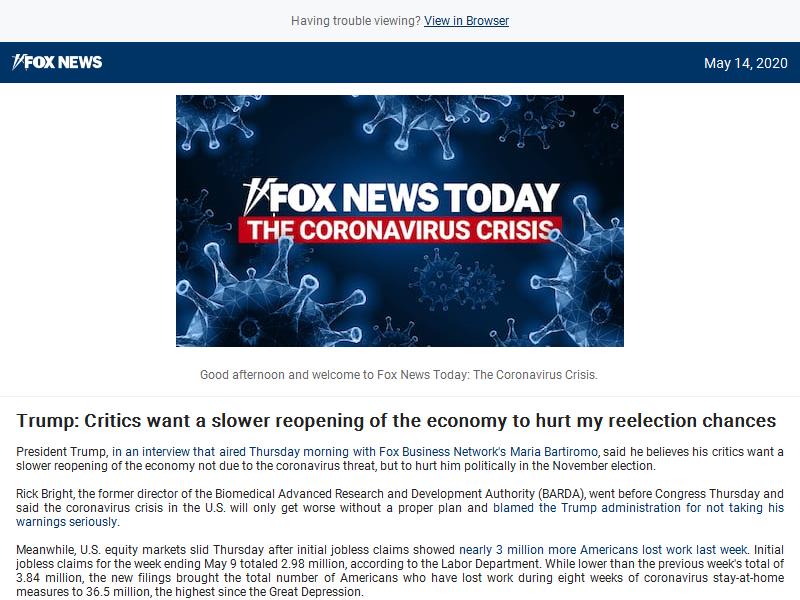 Having trouble viewing? View in Browser
FOX NEWS
May 14, 2020
FOX NEWS TODAY
THE CORONAVIRUS CRISIS
Good afternoon and welcome to Fox News Today: The Coronavirus Crisis.
Trump: Critics want a slower reopening of the economy to hurt my reelection chances
President Trump, in an interview that aired Thursday morning with Fox Business Network's Maria Bartiromo, said he believes his critics want a
slower reopening of the economy not due to the coronavirus threat, but to hurt him politically in the November election.
Rick Bright, the former director of the Biomedical Advanced Research and Development Authority (BARDA), went before Congress Thursday and
said the coronavirus crisis in the U.S. will only get worse without a proper plan and blamed the Trump administration for not taking his
warnings seriously.
Meanwhile, U.S. equity markets slid Thursday after initial jobless claims showed nearly 3 million more Americans lost work last week. Initial
jobless claims for the week ending May 9 totaled 2.98 million, according to the Labor Department. While lower than the previous week's total of
3.84 million, the new filings brought the total number of Americans who have lost work during eight weeks of coronavirus stay-at-home
measures to 36.5 million, the highest since the Great Depression.